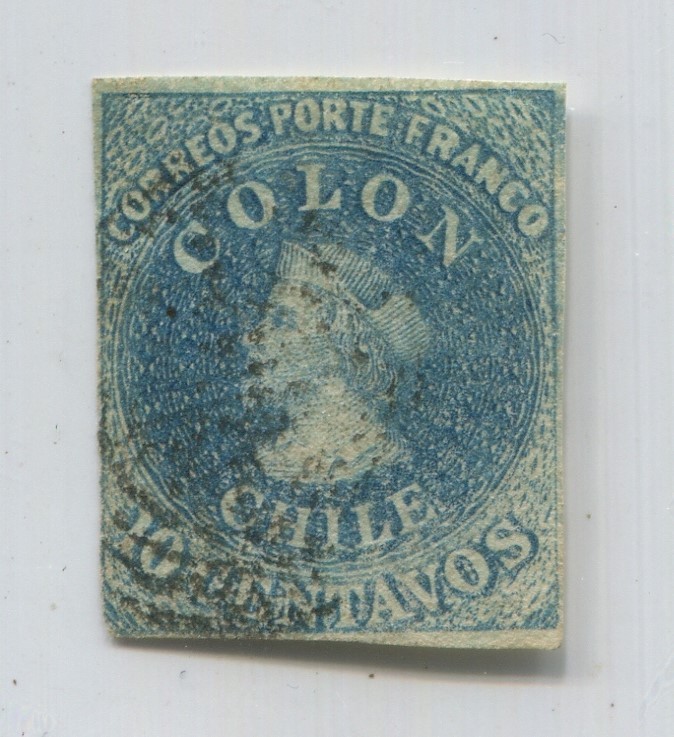 CORREOS PORTE FRANCO
COLON
CHILE
10 CENTAVOS